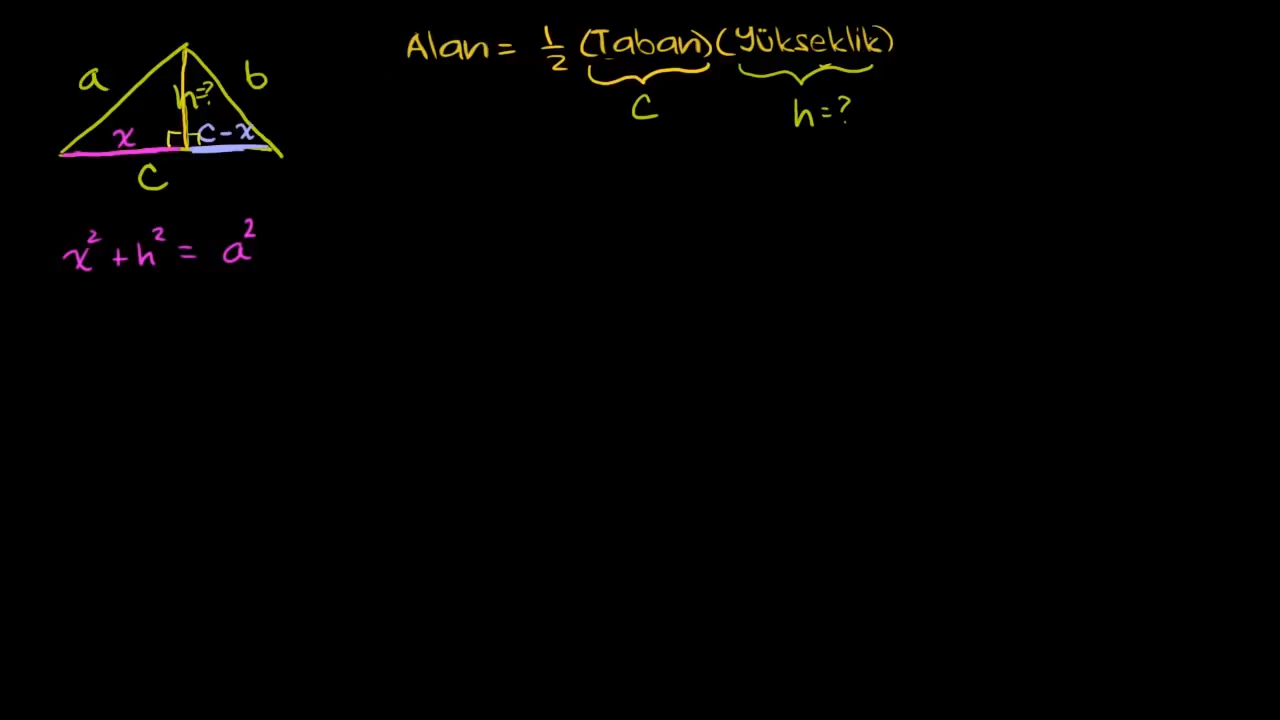 Alan = 1/2 (Taban)(Yükseklik)
C
h=?
a
b
h=?
x
c-x
C
x² + h² = a²